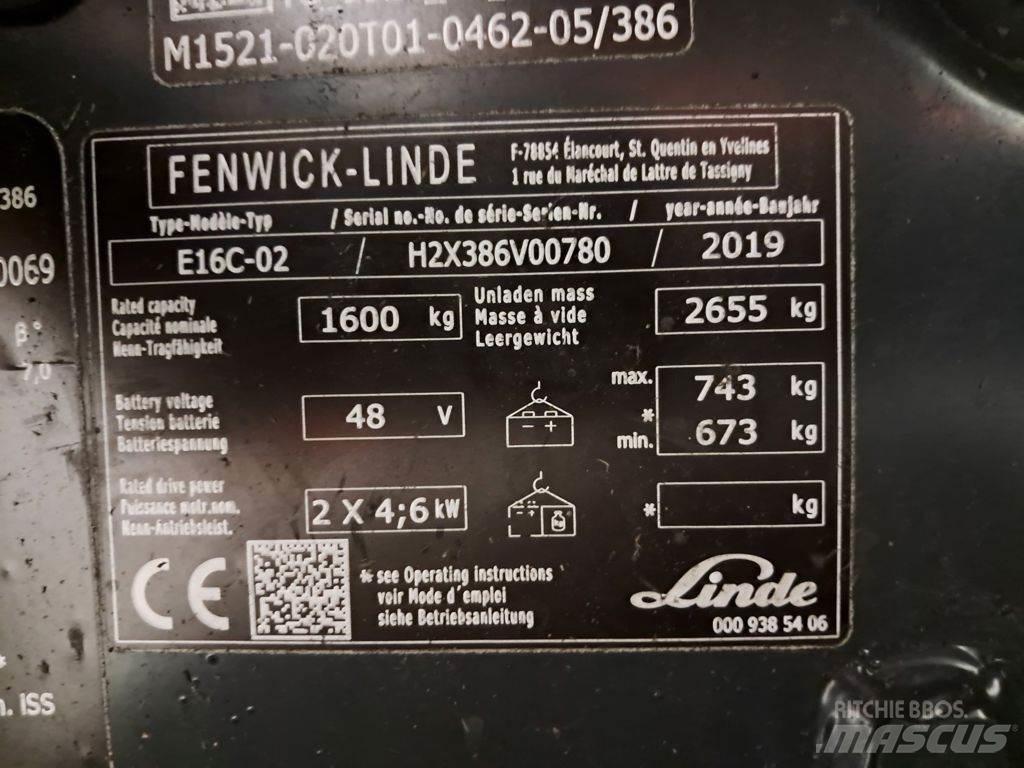 M1521-020T01-0462-05/386
FENWICK-LINDE
F-78854 Élancourt, St. Quentin en Yvelines
1 rue du Maréchal de Lattre de Tassigny
Type-Modèle-Typ / Serial no.-No. de série-Serien-Nr. / year-année-Baujahr
E16C-02 / H2X386V00780 / 2019
Rated capacity
Capacité nominale
Nenn-Tragfähigkeit
1600 kg
Unladen mass
Masse à vide
Leergewicht
2655 kg
Battery voltage
Tension batterie
Batteriespannung
48 V
- +
max. 743 kg
*
min. 673 kg
Rated drive power
Puissance motr.nom.
Nenn-Antriebsleist.
2 X 4;6 kW
- +
kg
* kg
CE
* see Operating instructions
voir Mode d'emploi
siehe Betriebsanleitung
Linde
000 938 54 06
386
0069
β °
7,0
*
ISS
RITCHIE BROS.
MASCUS